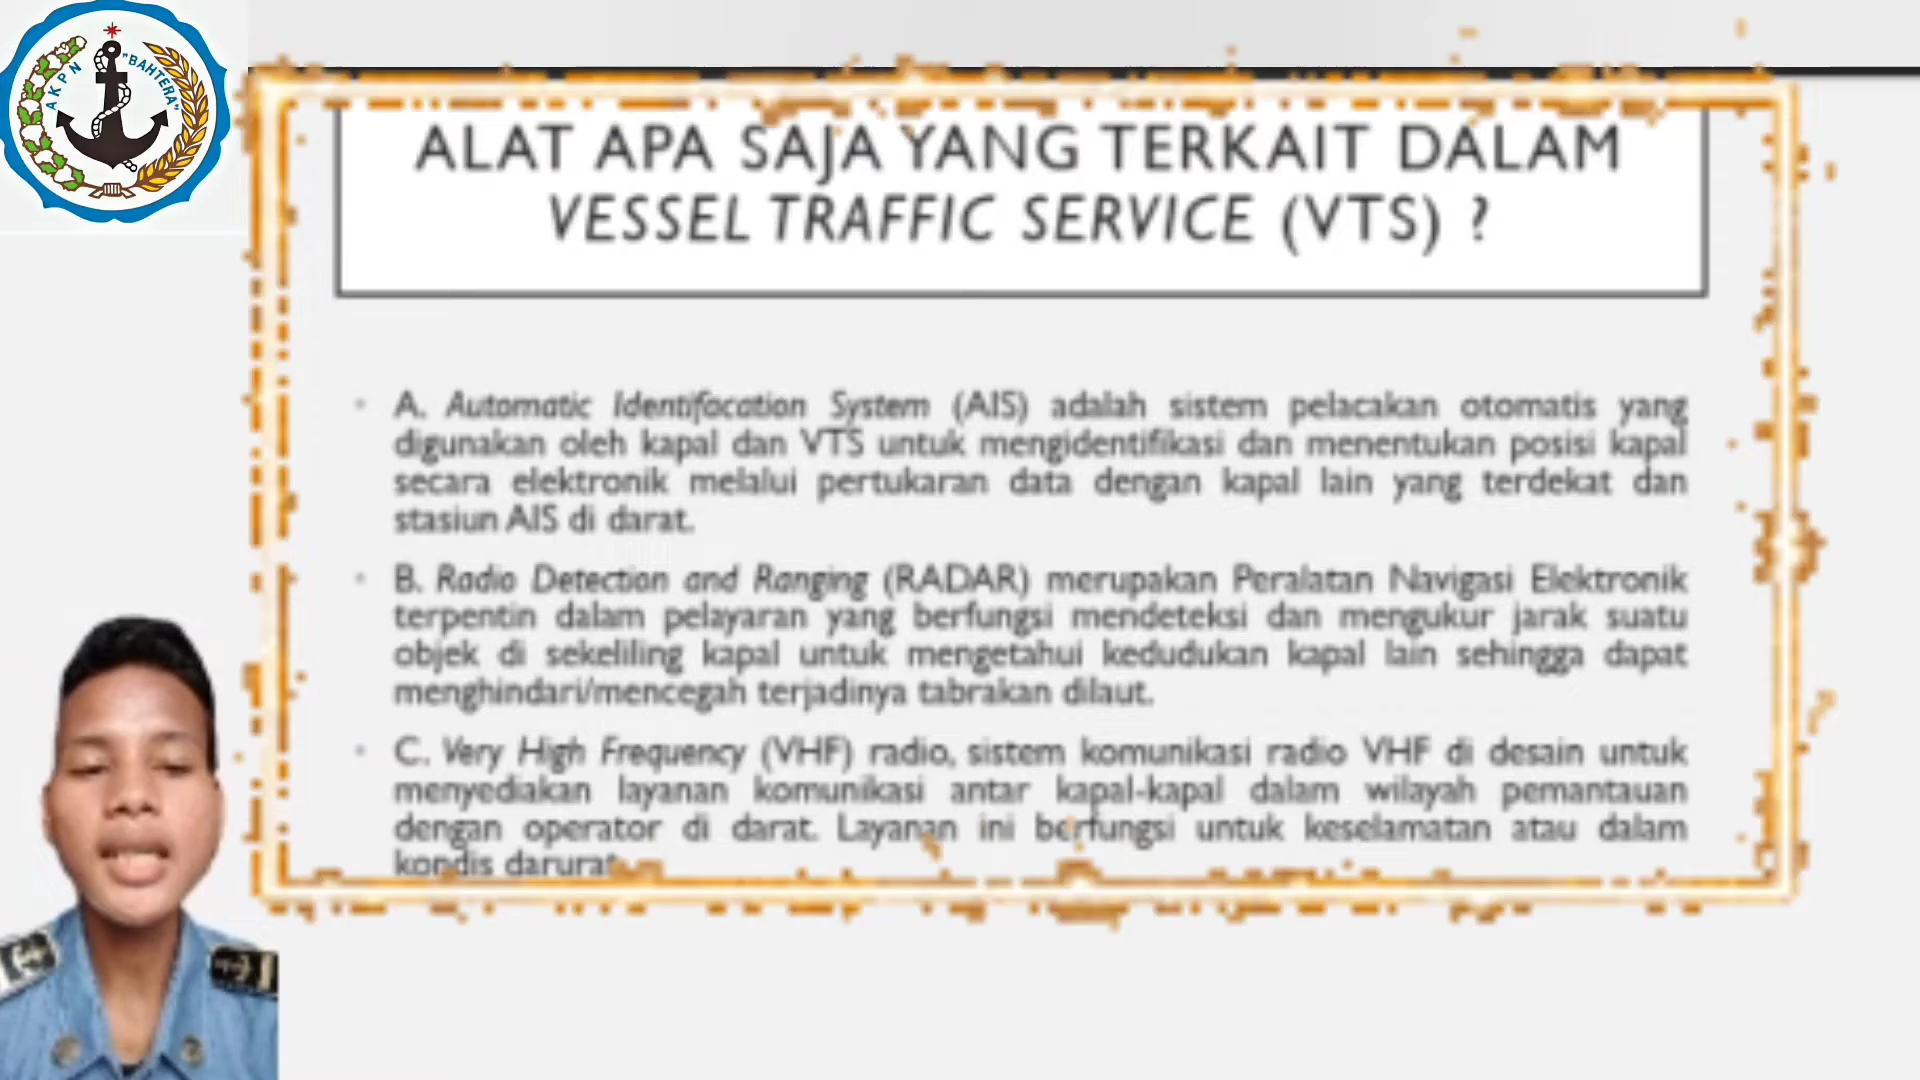 AKPN "BAHTERA"
ALAT APA SAJA YANG TERKAIT DALAM
VESSEL TRAFFIC SERVICE (VTS) ?
• A. Automatic Identifacation System (AIS) adalah sistem pelacakan otomatis yang
digunakan oleh kapal dan VTS untuk mengidentifikasi dan menentukan posisi kapal
secara elektronik melalui pertukaran data dengan kapal lain yang terdekat dan
stasiun AIS di darat.
• B. Radio Detection and Ranging (RADAR) merupakan Peralatan Navigasi Elektronik
terpentin dalam pelayaran yang berfungsi mendeteksi dan mengukur jarak suatu
objek di sekeliling kapal untuk mengetahui kedudukan kapal lain sehingga dapat
menghindari/mencegah terjadinya tabrakan dilaut.
• C. Very High Frequency (VHF) radio, sistem komunikasi radio VHF di desain untuk
menyediakan layanan komunikasi antar kapal-kapal dalam wilayah pemantauan
dengan operator di darat. Layanan ini berfungsi untuk keselamatan atau dalam
kondis darurat